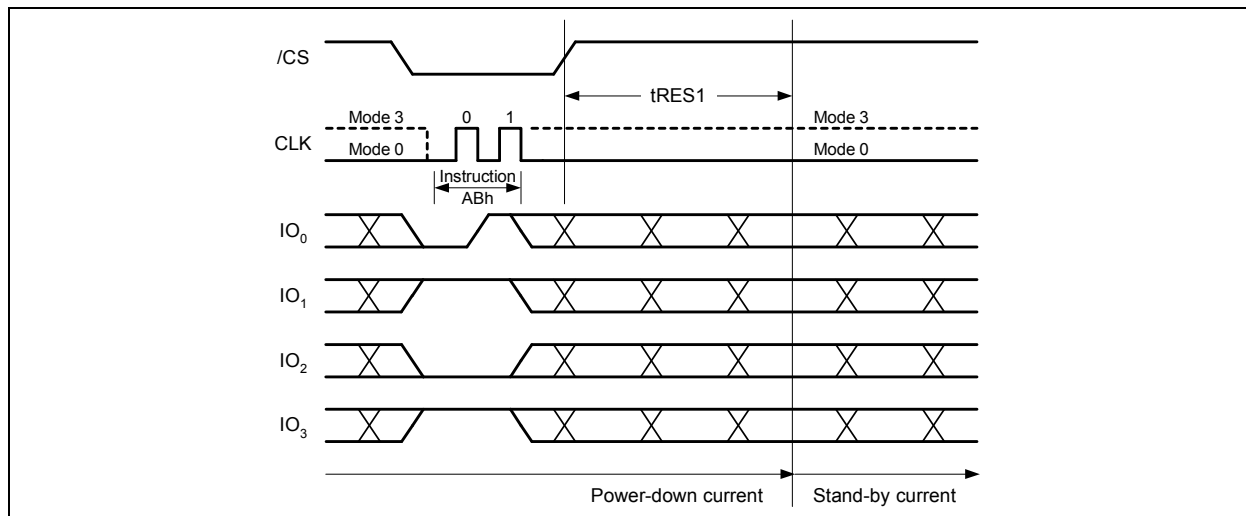 /CS
tRES1
Mode 3 0 1 Mode 3
CLK
Mode 0 Mode 0
Instruction
ABh
IO₀
IO₁
IO₂
IO₃
Power-down current Stand-by current